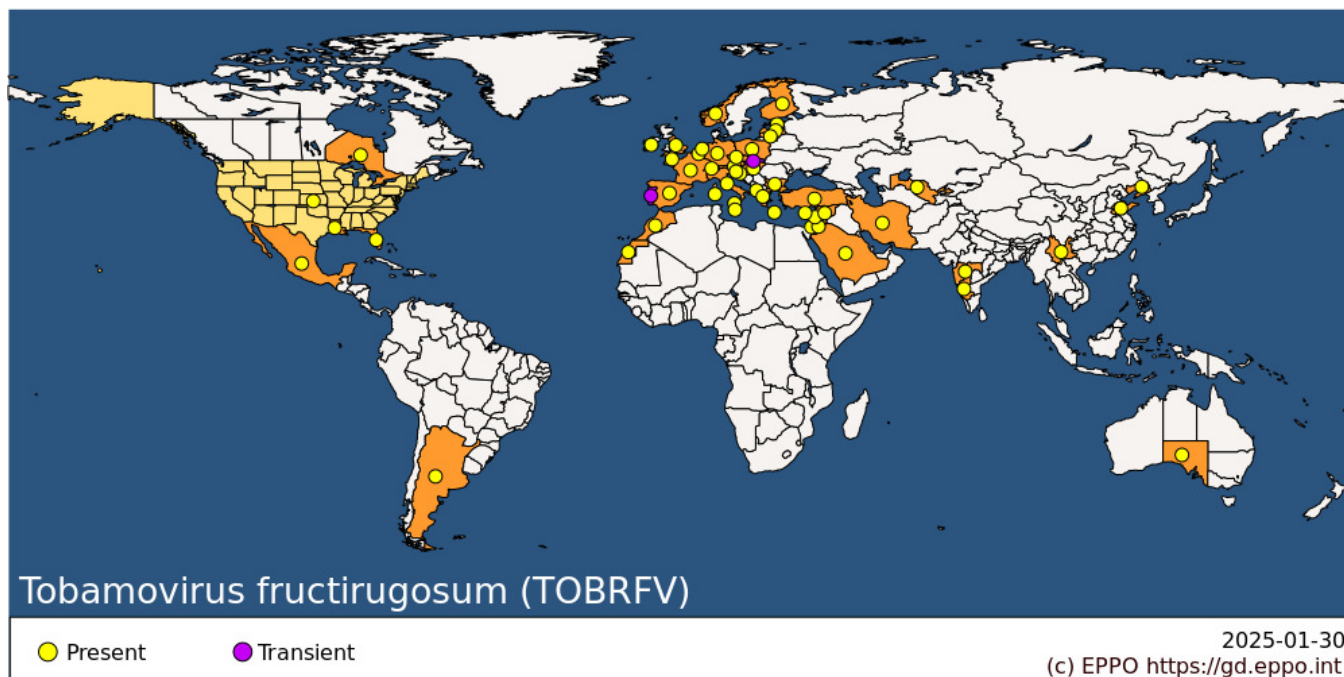 Tobamovirus fructirugosum (TOBRFV)
Present
Transient
2025-01-30
(c) EPPO https://gd.eppo.int